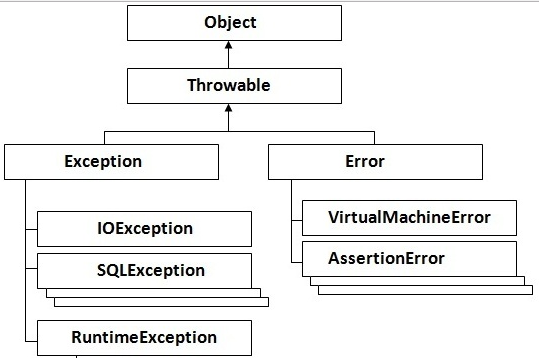 Object
Throwable
Exception
Error
IOException
VirtualMachineError
SQLException
AssertionError
RuntimeException